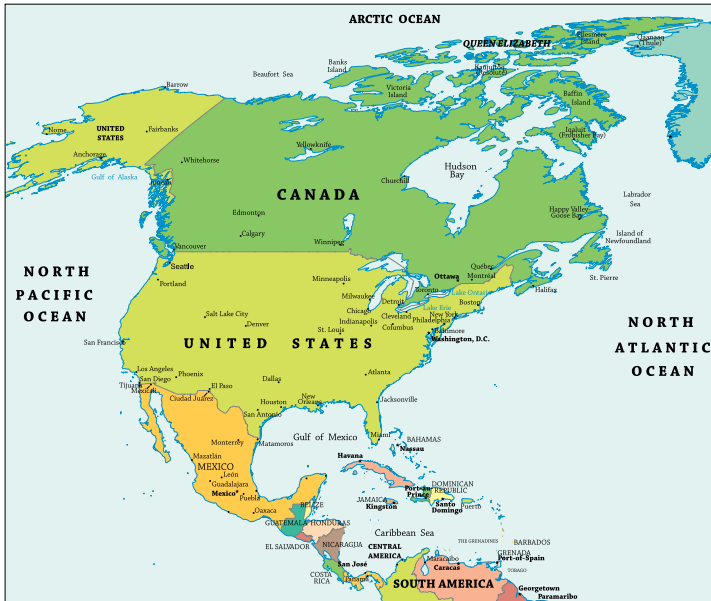 ARCTIC OCEAN
QUEEN ELIZABETH
Ellesmere
Island
Qaanaaq
(Thule)
Banks
Island
Beaufort Sea
(Resolute)
Barrow
Victoria
Island
Baffin
Island
Nome
UNITED
STATES
Fairbanks
Iqaluit
(Frobisher Bay)
Anchorage
Yellowknife
Whitehorse
Hudson
Bay
Gulf of Alaska
Juneau
Churchill
CANADA
Labrador
Sea
Edmonton
Happy Valley-
Goose Bay
Calgary
Winnipeg
Island of
Newfoundland
Vancouver
Seattle
Québec
Ottawa
Montréal
St. Pierre
NORTH
PACIFIC
OCEAN
Portland
Minneapolis
Toronto
Lake Ontario
Halifax
Milwaukee
Detroit
Boston
Chicago
Lake Erie
Salt Lake City
Cleveland
New York
Denver
Indianapolis
Philadelphia
St. Louis
Columbus
Baltimore
Washington, D.C.
San Francisco
UNITED STATES
NORTH
ATLANTIC
OCEAN
Los Angeles
Phoenix
Atlanta
San Diego
Dallas
Tijuana
Mexicali
El Paso
Ciudad Juárez
Houston
New
Orleans
Jacksonville
San Antonio
Monterrey
Matamoros
Gulf of Mexico
Miami
BAHAMAS
Nassau
Mazatlán
MEXICO
Havana
León
Guadalajara
Mexico
Puebla
Port-au-
Prince
DOMINICAN
REPUBLIC
JAMAICA
Kingston
Santo
Domingo
Puerto
Oaxaca
BELIZE
GUATEMALA
HONDURAS
Caribbean Sea
EL SALVADOR
NICARAGUA
CENTRAL
AMERICA
THE GRENADINES
BARBADOS
GRENADA
Port-of-Spain
San José
Maracaibo
Caracas
TOBAGO
COSTA
RICA
Panama
SOUTH AMERICA
Georgetown
Paramaribo